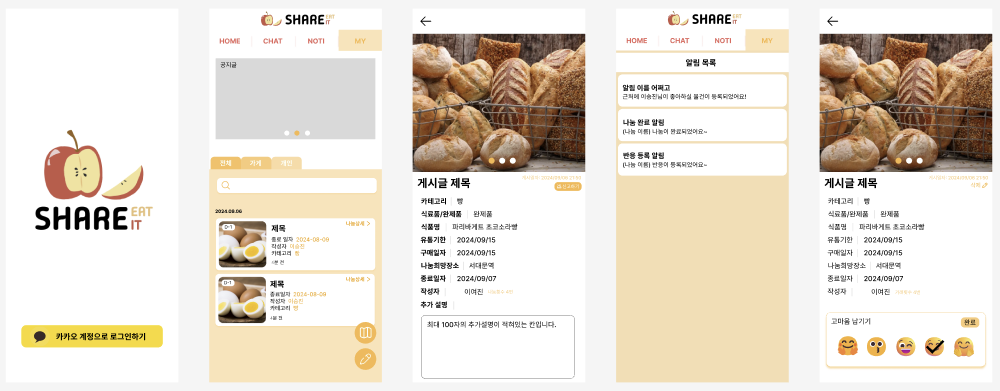 SHARE EAT
IT
카카오 계정으로 로그인하기
SHARE EAT
IT
HOME CHAT NOTI MY
공지글
전체 가게 개인
2024.09.06
D-1
나눔살록 >
제목
종료 일자 2024-08-09
작성자 이승진
카테고리 빵
1분 전
D-1
제목
종료일자 2024-08-09
작성자 이승진
카테고리 빵
1분 전
게시글 제목
카테고리 빵
식료품/완제품 완제품
식품명 파리바게트 초코소라빵
유통기한 2024/09/15
구매일자 2024/09/15
나눔희망장소 서대문역
종료일자 2024/09/07
작성자 이여진
추가 설명
최대 100자의 추가설명이 적혀있는 칸입니다.
SHARE EAT
IT
HOME CHAT NOTI MY
알림 목록
알림 이름 어쩌고
근처에 이승진님이 좋아하실 물건이 등록되었어요!
나눔 완료 알림
(나눔 이름) 나눔이 완료되었어요~
반응 등록 알림
(나눔 이름) 반응이 등록되었어요~
게시글 제목
카테고리 빵
식료품/완제품 완제품
식품명 파리바게트 초코소라빵
유통기한 2024/09/15
구매일자 2024/09/15
나눔희망장소 서대문역
종료일자 2024/09/07
작성자 이여진
고마움 남기기 완료